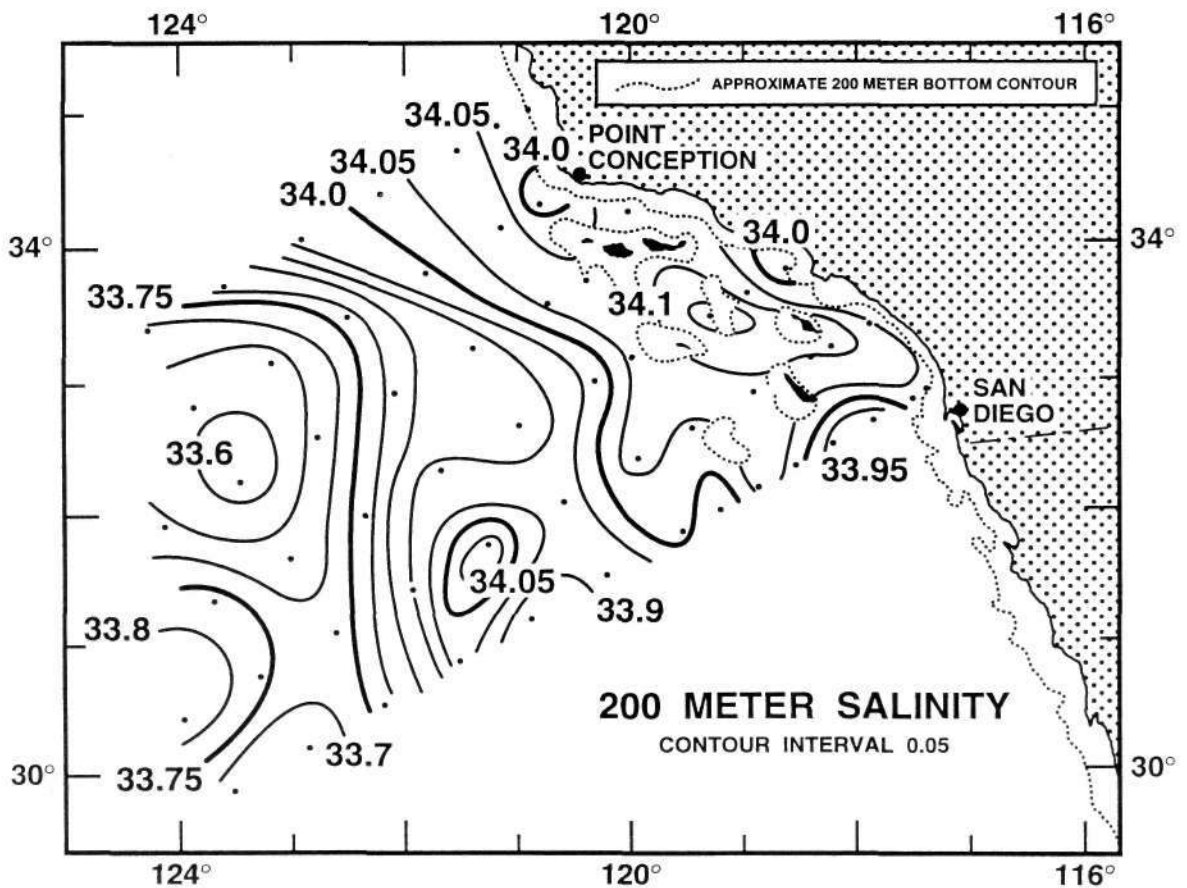 124° 120° 116°
APPROXIMATE 200 METER BOTTOM CONTOUR
34.05
34.0
POINT
CONCEPTION
34.05
34.0
34.0
34° 34°
33.75
34.1
SAN
DIEGO
33.6
33.95
34.05
33.9
33.8
200 METER SALINITY
CONTOUR INTERVAL 0.05
33.7
33.75
30° 30°
124° 120° 116°